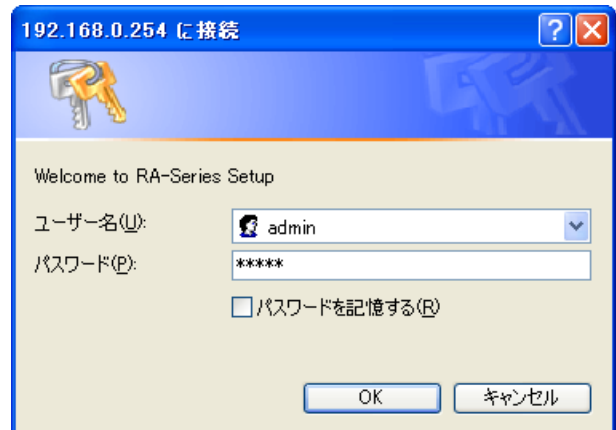 192.168.0.254 に接続
Welcome to RA-Series Setup
ユーザー名(U):
admin
パスワード(P):
*****
パスワードを記憶する(R)
OK
キャンセル